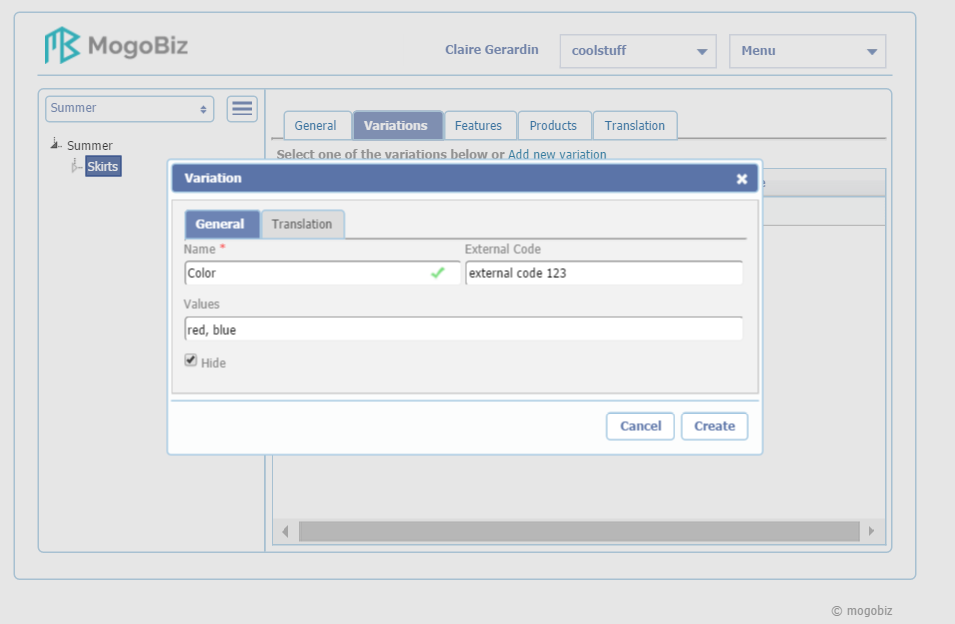 MogoBiz
Claire Gerardin
coolstuff
Menu
Summer
General
Variations
Features
Products
Translation
Summer
Skirts
Select one of the variations below or Add new variation
Variation
General
Translation
Name *
External Code
Color
external code 123
Values
red, blue
Hide
Cancel
Create
© mogobiz